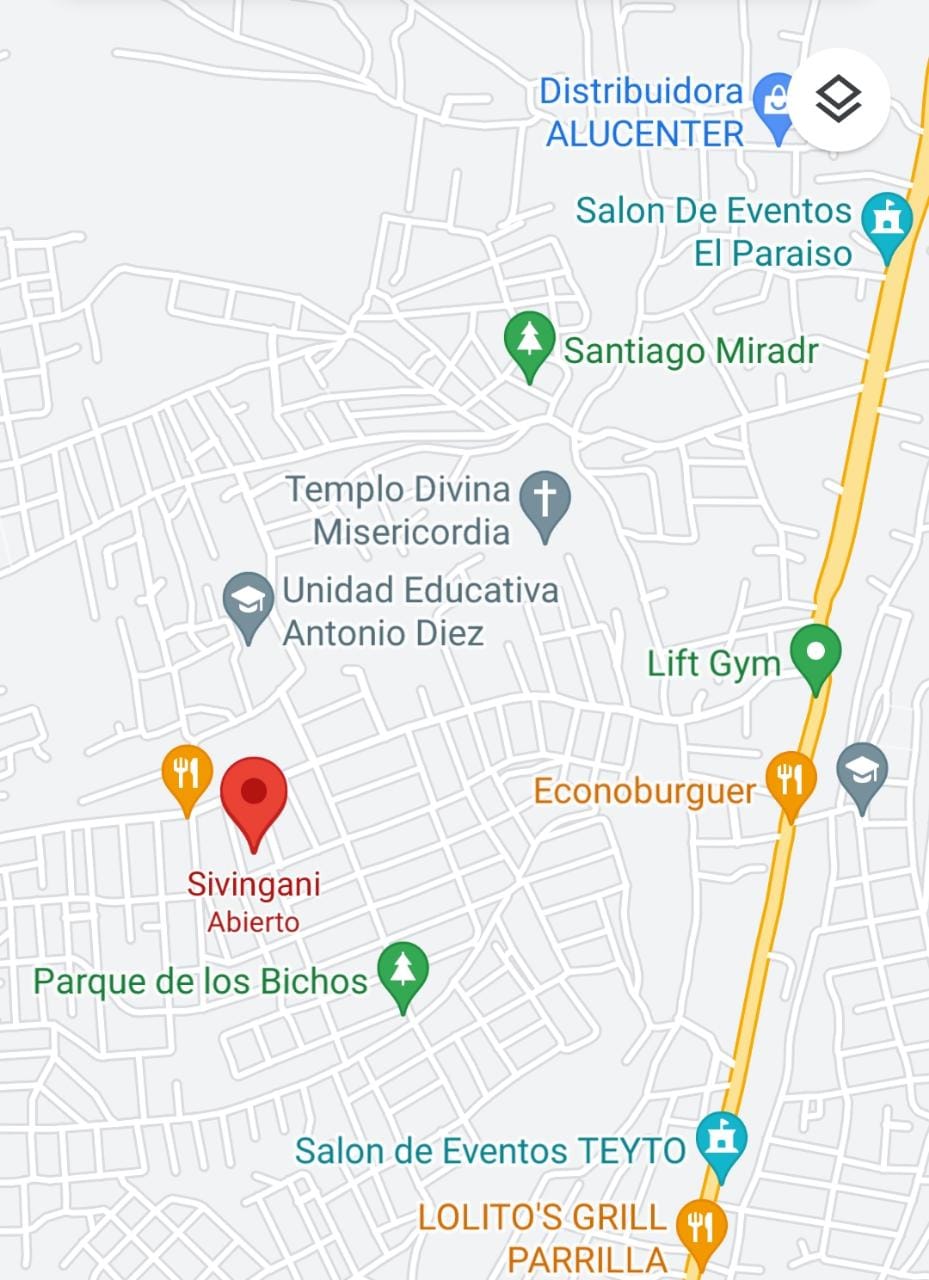 Distribuidora
ALUCENTER
Salon De Eventos
El Paraiso
Santiago Miradr
Templo Divina
Misericordia
Unidad Educativa
Antonio Diez
Lift Gym
Econoburguer
Sivingani
Abierto
Parque de los Bichos
Salon de Eventos TEYTO
LOLITO'S GRILL
PARRILLA